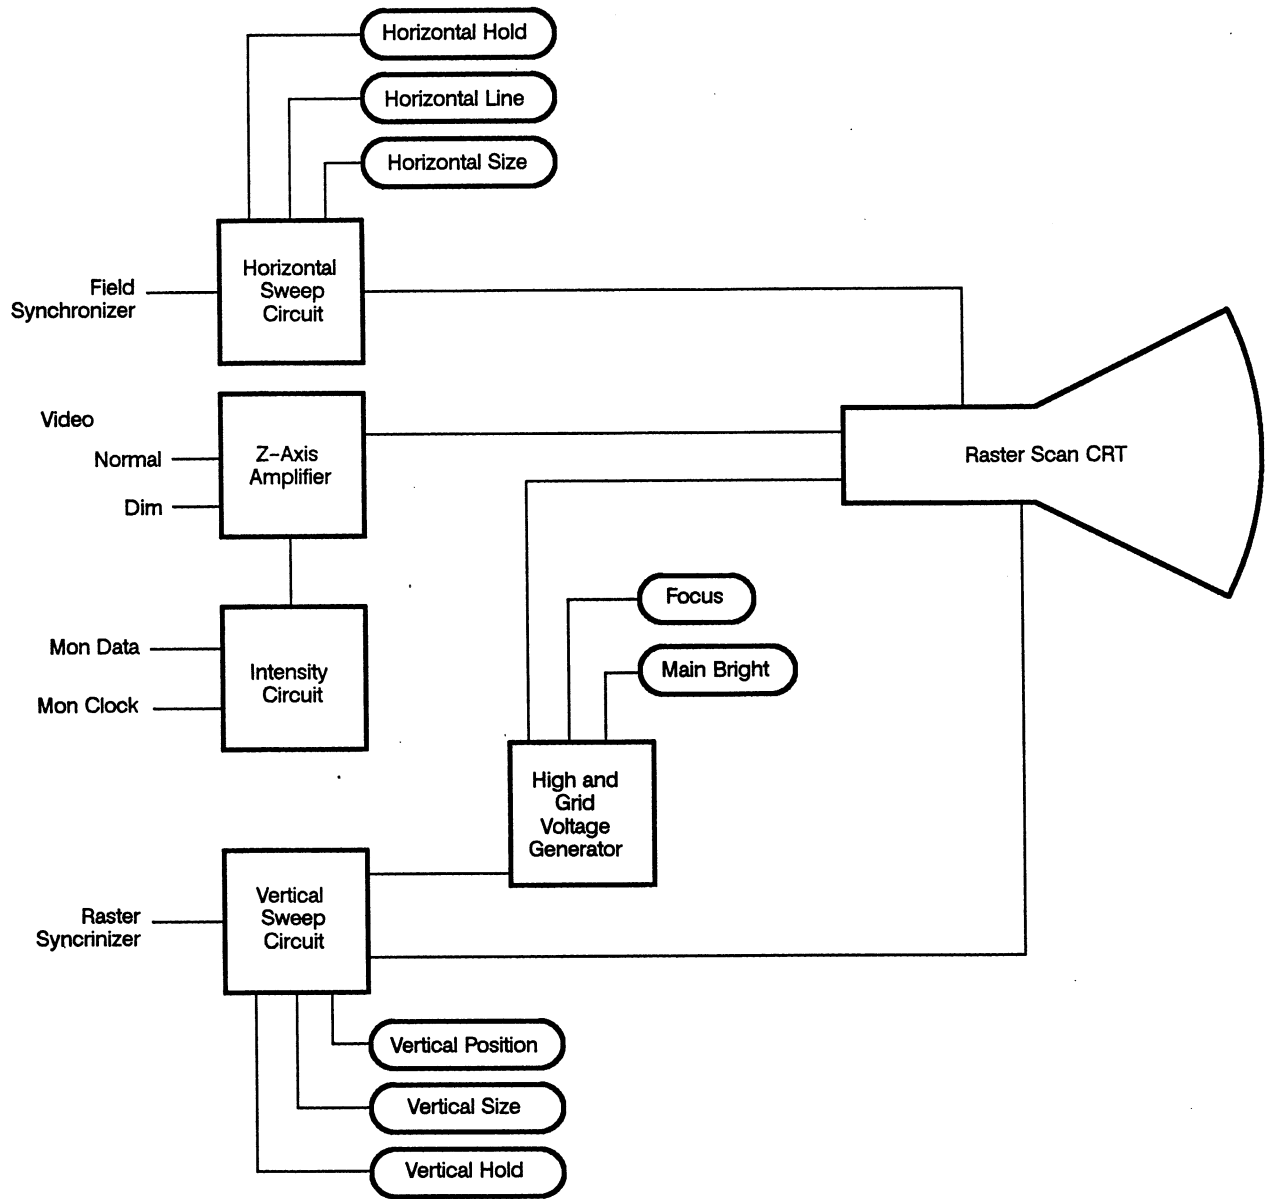 Horizontal Hold
Horizontal Line
Horizontal Size
Horizontal
Sweep
Circuit
Field
Synchronizer
Video
Normal
Dim
Z-Axis
Amplifier
Raster Scan CRT
Focus
Main Bright
Mon Data
Mon Clock
Intensity
Circuit
High and
Grid
Voltage
Generator
Vertical
Sweep
Circuit
Raster
Syncrinizer
Vertical Position
Vertical Size
Vertical Hold